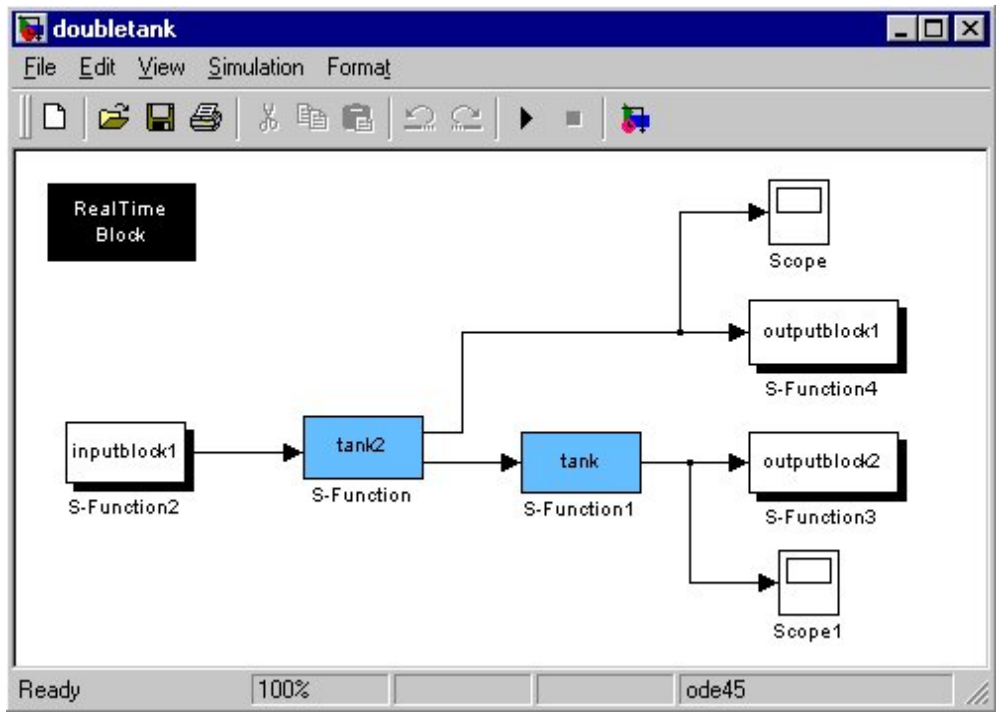 doubletank
File Edit View Simulation Format
RealTime
Block
Scope
outputblock1
S-Function4
inputblock1
S-Function2
tank2
S-Function
tank
S-Function1
outputblock2
S-Function3
Scope1
Ready 100% ode45